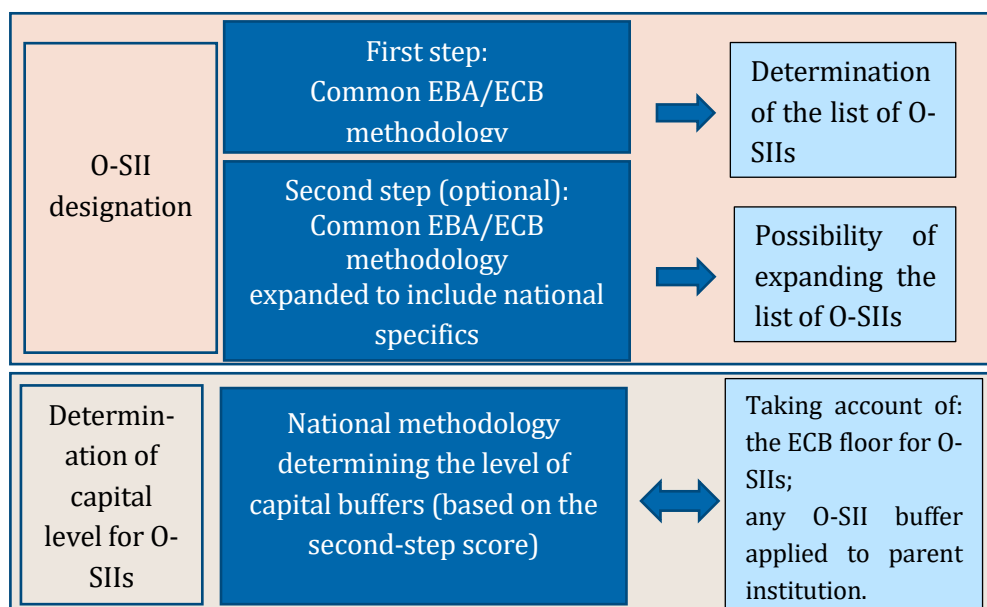 O-SII
designation
First step:
Common EBA/ECB
methodology
Determination
of the list of O-
SIIs
Second step (optional):
Common EBA/ECB
methodology
expanded to include national
specifics
Possibility of
expanding the
list of O-SIIs
Determin-
ation of
capital
level for O-
SIIs
National methodology
determining the level of
capital buffers (based on the
second-step score)
Taking account of:
the ECB floor for O-
SIIs;
any O-SII buffer
applied to parent
institution.